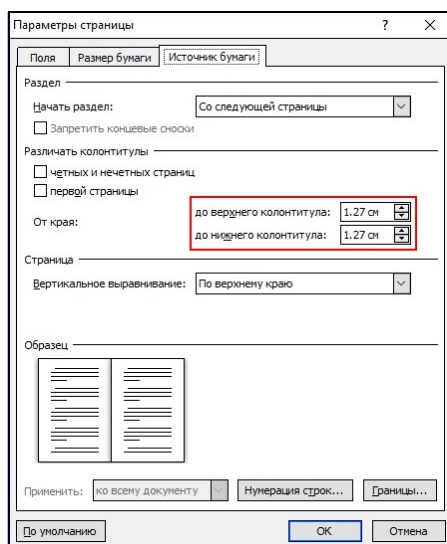 Параметры страницы ?
Поля Размер бумаги Источник бумаги
Раздел
Начать раздел: Со следующей страницы
Запретить концевые сноски
Различать колонтитулы
четных и нечетных страниц
первой страницы
От края:
до верхнего колонтитула: 1.27 см
до нижнего колонтитула: 1.27 см
Страница
Вертикальное выравнивание: По верхнему краю
Образец
Применить: ко всему документу Нумерация строк... Границы...
По умолчанию ОК Отмена